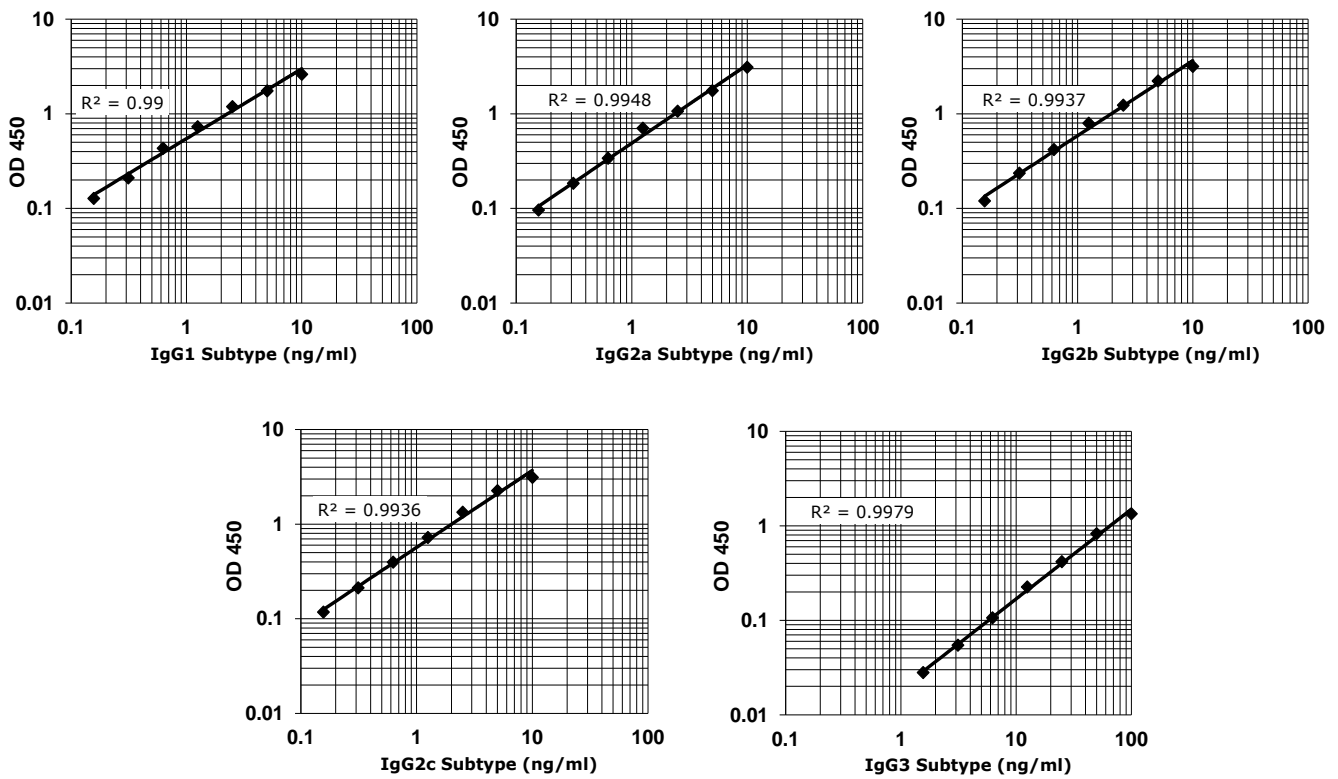 10
1
0.1
0.01
OD 450
R² = 0.99
0.1 1 10 100
IgG1 Subtype (ng/ml)
10
1
0.1
0.01
OD 450
R² = 0.9948
0.1 1 10 100
IgG2a Subtype (ng/ml)
10
1
0.1
0.01
OD 450
R² = 0.9937
0.1 1 10 100
IgG2b Subtype (ng/ml)
10
1
0.1
0.01
OD 450
R² = 0.9936
0.1 1 10 100
IgG2c Subtype (ng/ml)
10
1
0.1
0.01
OD 450
R² = 0.9979
0.1 1 10 100
IgG3 Subtype (ng/ml)